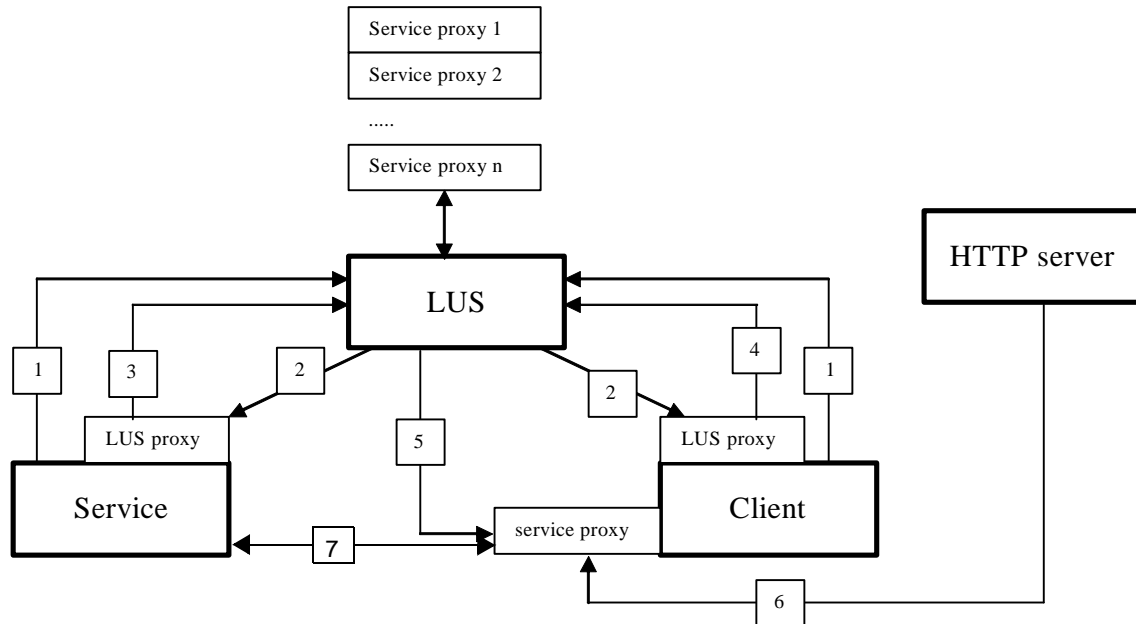 Service proxy 1
Service proxy 2
.....
Service proxy n
HTTP server
LUS
1
3
2
2
4
1
LUS proxy
5
LUS proxy
Service
Client
service proxy
7
6